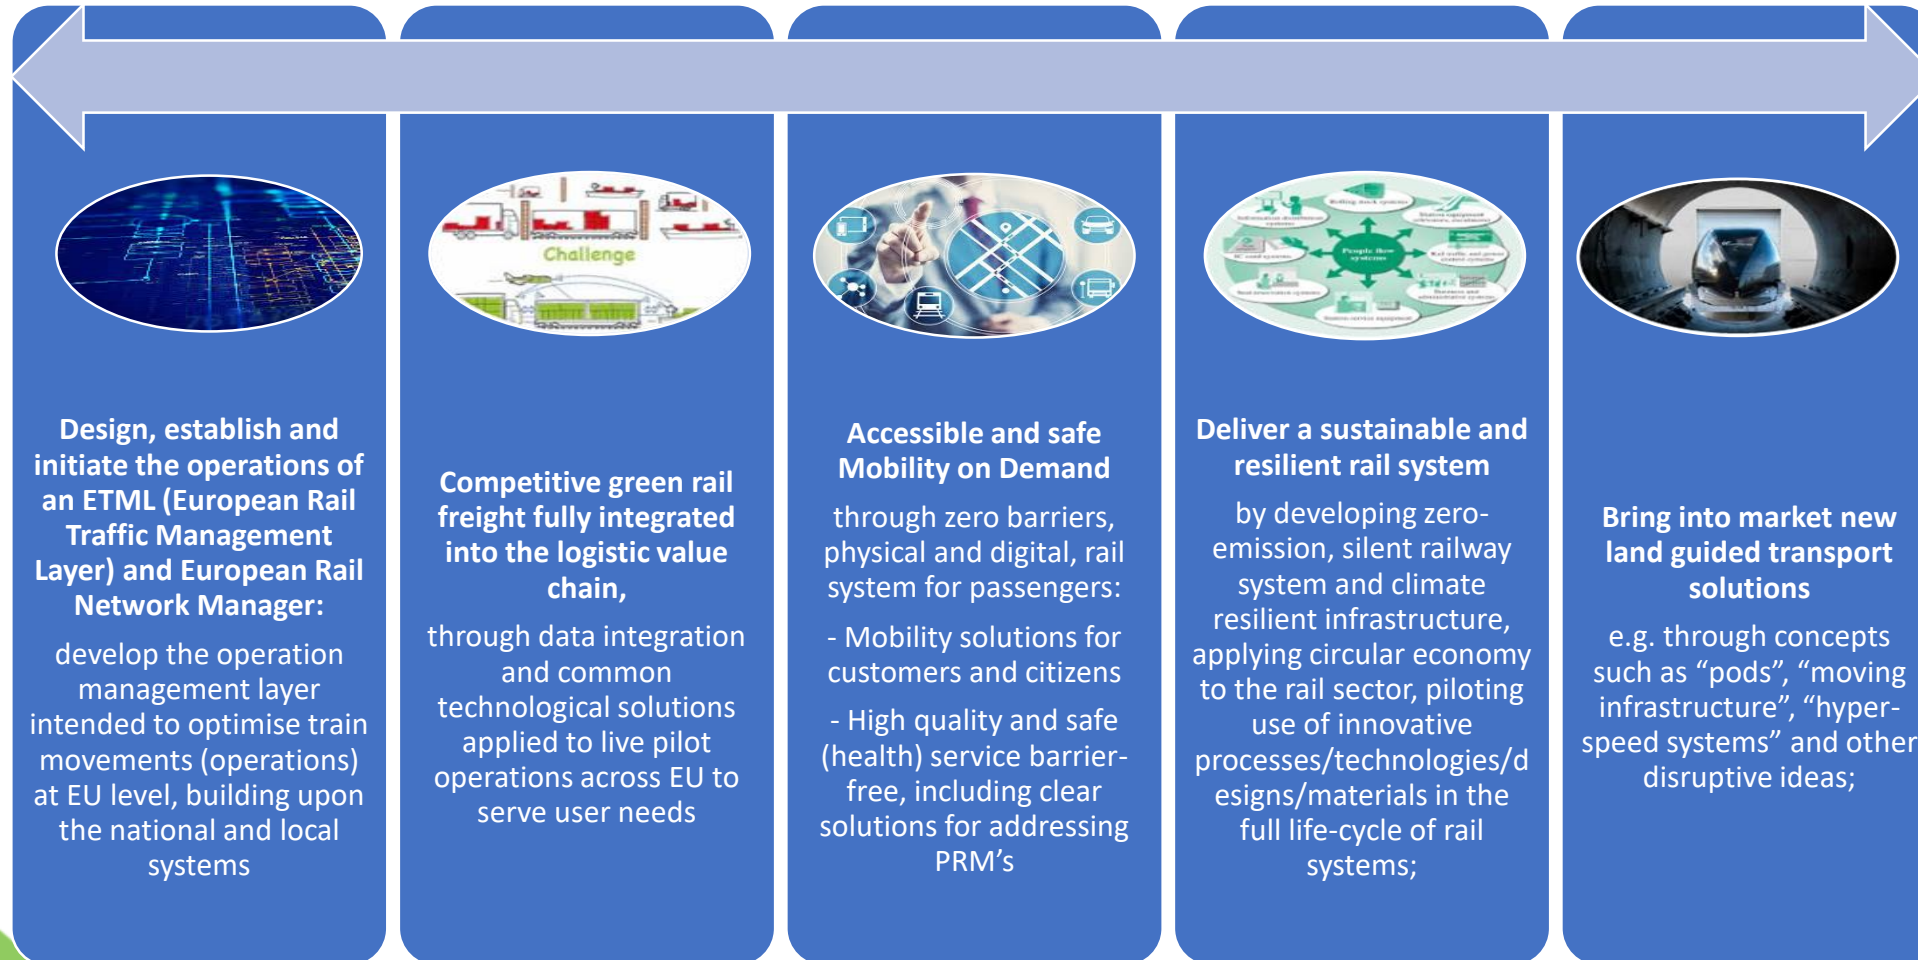 Design, establish and
initiate the operations of
an ETML (European Rail
Traffic Management
Layer) and European Rail
Network Manager:
develop the operation
management layer
intended to optimise train
movements (operations)
at EU level, building upon
the national and local
systems
Challenge
Competitive green rail
freight fully integrated
into the logistic value
chain,
through data integration
and common
technological solutions
applied to live pilot
operations across EU to
serve user needs
Accessible and safe
Mobility on Demand
through zero barriers,
physical and digital, rail
system for passengers:
- Mobility solutions for
customers and citizens
- High quality and safe
(health) service barrier-
free, including clear
solutions for addressing
PRM’s
Rolling stock systems
People flow
systems
Deliver a sustainable and
resilient rail system
by developing zero-
emission, silent railway
system and climate
resilient infrastructure,
applying circular economy
to the rail sector, piloting
use of innovative
processes/technologies/d
esigns/materials in the
full life-cycle of rail
systems;
Bring into market new
land guided transport
solutions
e.g. through concepts
such as “pods”, “moving
infrastructure”, “hyper-
speed systems” and other
disruptive ideas;